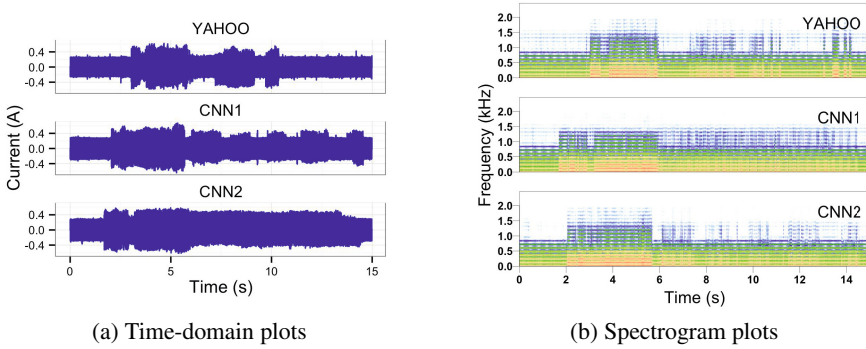 YAHOO
0.4
0.0
-0.4
CNN1
0.4
0.0
-0.4
CNN2
0.4
0.0
-0.4
Current (A)
0 5 10 15
Time (s)
(a) Time-domain plots
YAHOO
2.0
1.5
1.0
0.5
0.0
CNN1
2.0
1.5
1.0
0.5
0.0
CNN2
2.0
1.5
1.0
0.5
0.0
Frequency (kHz)
0 2 4 6 8 10 12 14
Time (s)
(b) Spectrogram plots